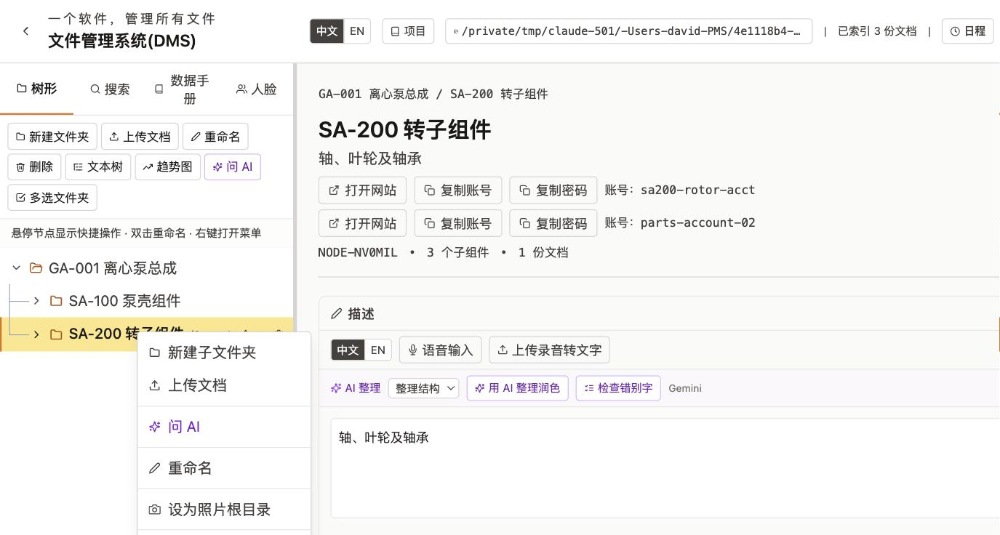 一个软件，管理所有文件
文件管理系统(DMS)
中文 EN 项目 /private/tmp/claude-501/-Users-david-PMS/4e1118b4-… | 已索引 3 份文档 | 日程
树形 搜索 数据手册 人脸
新建文件夹 上传文档 重命名
删除 文本树 趋势图 问 AI
多选文件夹
悬停节点显示快捷操作 · 双击重命名 · 右键打开菜单
GA-001 离心泵总成
SA-100 泵壳组件
SA-200 转子组件
新建子文件夹
上传文档
问 AI
重命名
设为照片根目录
GA-001 离心泵总成 / SA-200 转子组件
SA-200 转子组件
轴、叶轮及轴承
打开网站 复制账号 复制密码 账号: sa200-rotor-acct
打开网站 复制账号 复制密码 账号: parts-account-02
NODE-NV0MIL • 3 个子组件 • 1 份文档
描述
中文 EN 语音输入 上传录音转文字
AI 整理 整理结构 用 AI 整理润色 检查错别字 Gemini
轴、叶轮及轴承